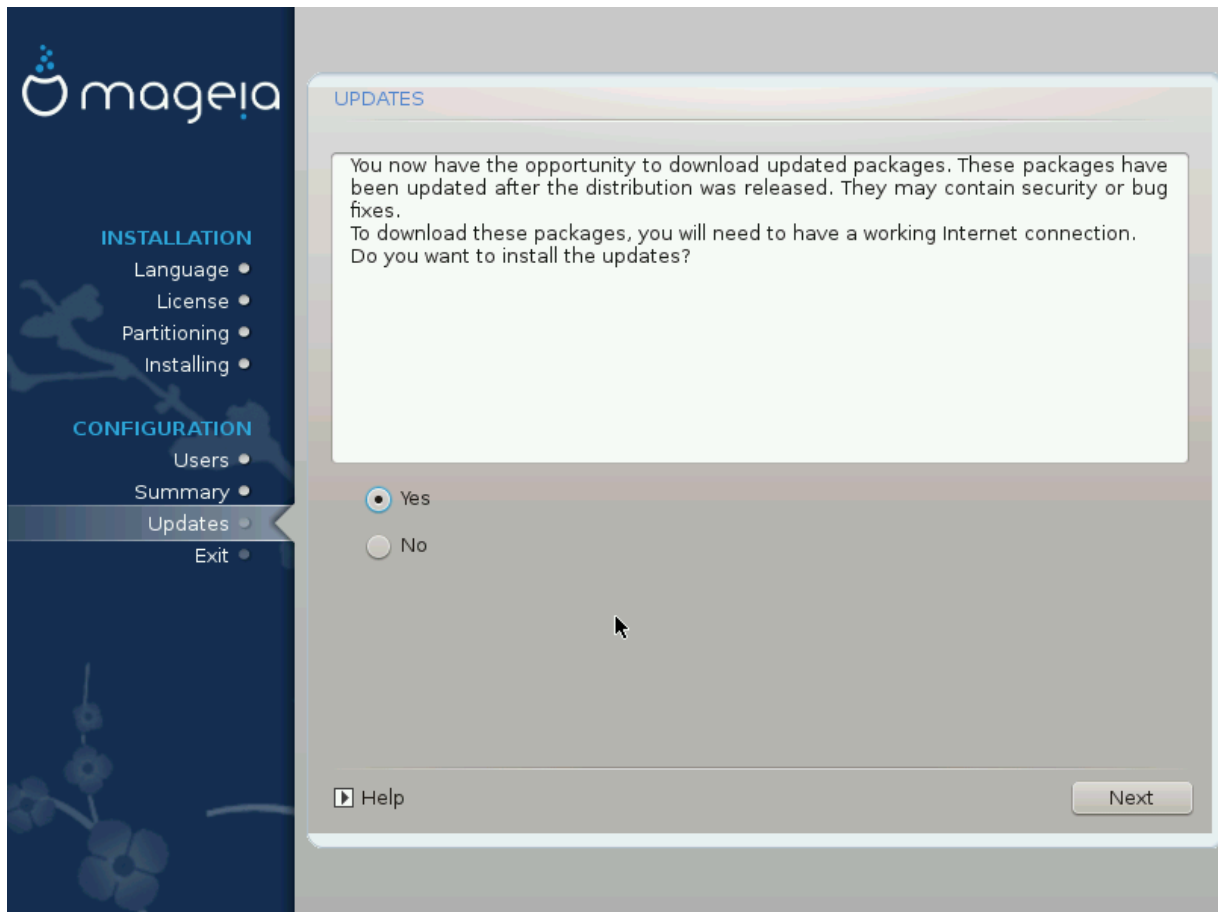 mageia
INSTALLATION
Language
License
Partitioning
Installing
CONFIGURATION
Users
Summary
Updates
Exit
UPDATES
You now have the opportunity to download updated packages. These packages have
been updated after the distribution was released. They may contain security or bug
fixes.
To download these packages, you will need to have a working Internet connection.
Do you want to install the updates?
Yes
No
Help
Next